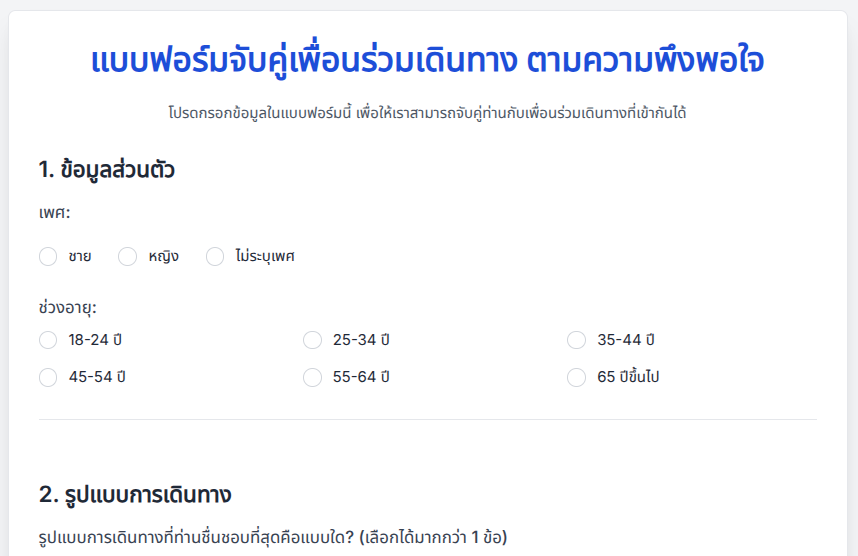 แบบฟอร์มจับคู่เพื่อนร่วมเดินทาง ตามความพึงพอใจ
โปรดกรอกข้อมูลในแบบฟอร์มนี้ เพื่อให้เราสามารถจับคู่ท่านกับเพื่อนร่วมเดินทางที่เข้ากันได้
1. ข้อมูลส่วนตัว
เพศ:
ชาย หญิง ไม่ระบุเพศ
ช่วงอายุ:
18-24 ปี 25-34 ปี 35-44 ปี
45-54 ปี 55-64 ปี 65 ปีขึ้นไป
2. รูปแบบการเดินทาง
รูปแบบการเดินทางที่ท่านชื่นชอบที่สุดคือแบบใด? (เลือกได้มากกว่า 1 ข้อ)